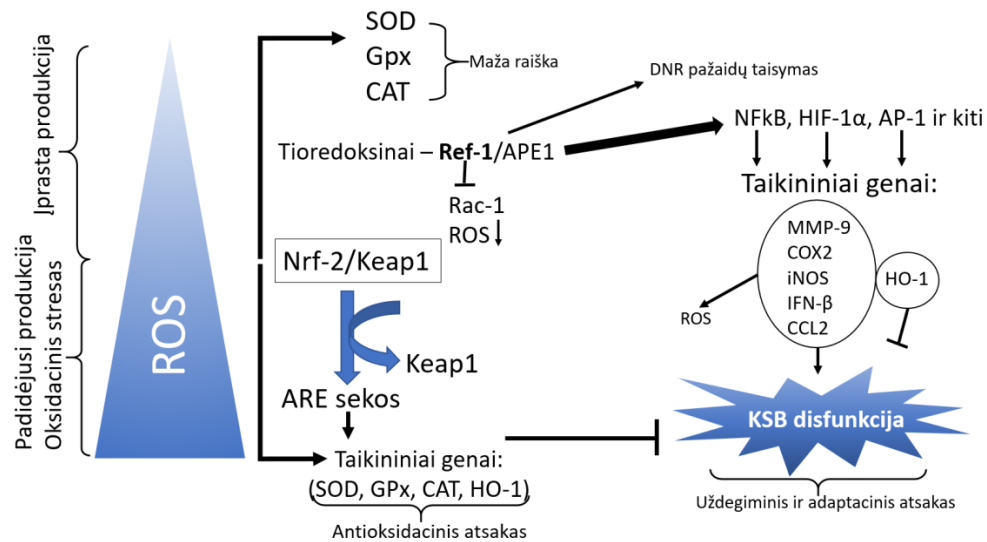 Įprasta produkcija
Padidėjusi produkcija
Oksidacinis stresas
ROS
SOD
Gpx
CAT
Maža raiška
DNR pažaidų taisymas
Tioredoksinai – Ref-1/APE1
NFkB, HIF-1α, AP-1 ir kiti
Rac-1
ROS
Nrf-2/Keap1
Keap1
ARE sekos
Taikininiai genai:
(SOD, GPx, CAT, HO-1)
Antioksidacinis atsakas
Taikininiai genai:
MMP-9
COX2
iNOS
IFN-β
CCL2
HO-1
ROS
KSB disfunkcija
Uždegiminis ir adaptacinis atsakas